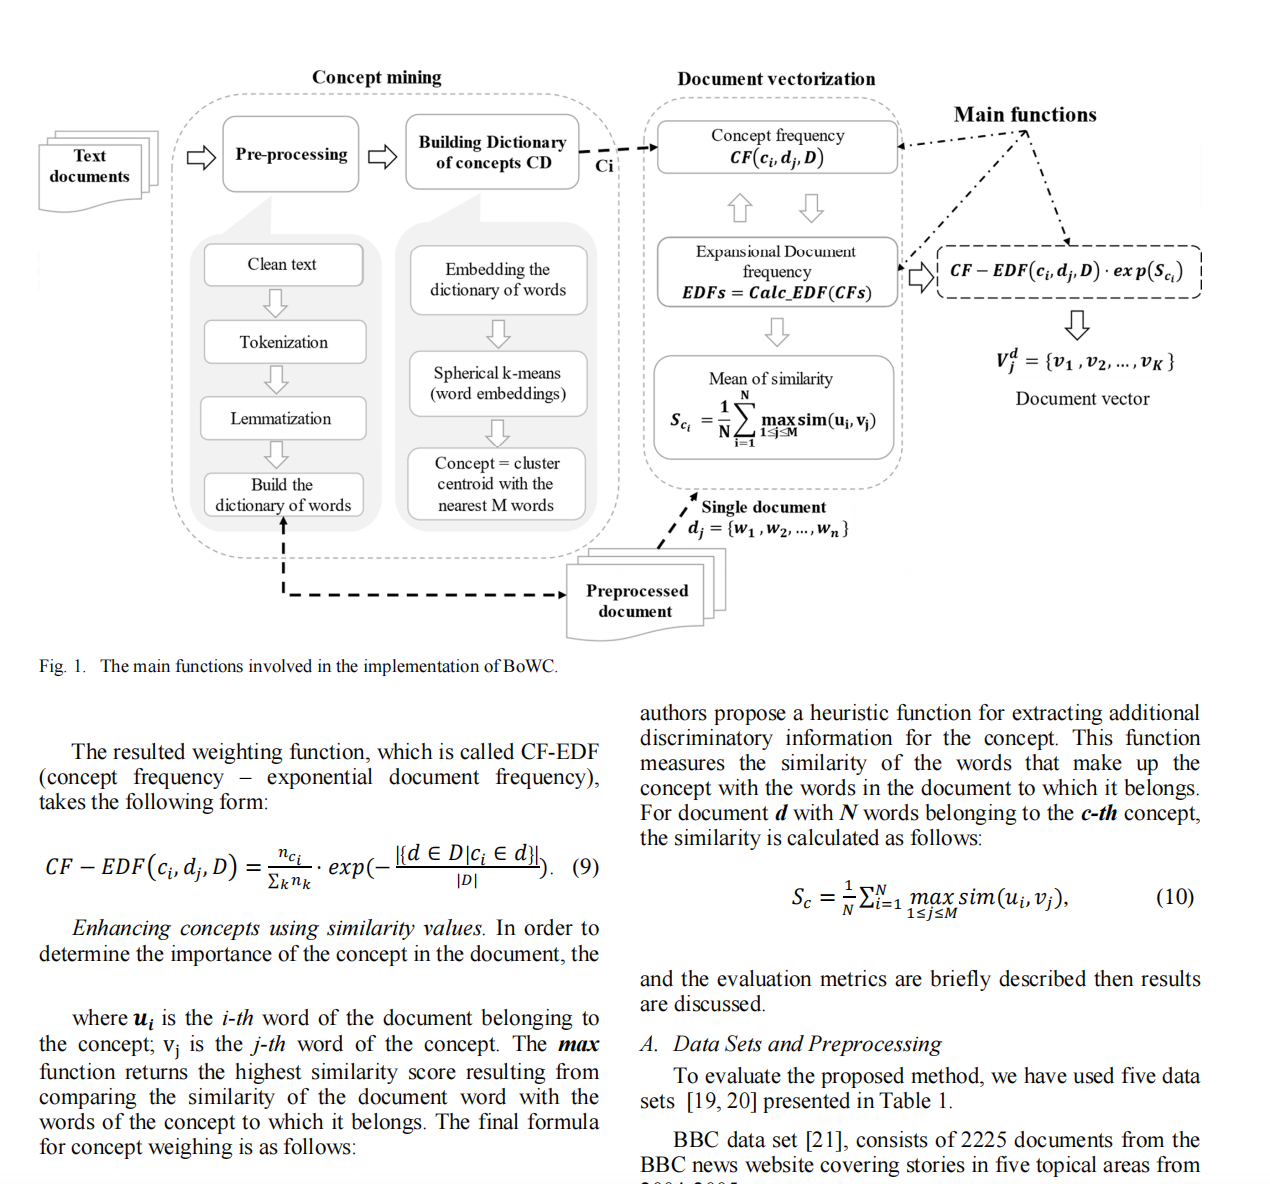 Concept mining
Document vectorization
Main functions
Text
documents
Pre-processing
Building Dictionary
of concepts CD
Ci
Clean text
Tokenization
Lemmatization
Build the
dictionary of words
Embedding the
dictionary of words
Spherical k-means
(word embeddings)
Concept = cluster
centroid with the
nearest M words
Concept frequency
CF(c_i, d_j, D)
Expansional Document
frequency
EDFs = Calc_EDF(CFs)
Mean of similarity
S_{c_i} = \frac{1}{N} \sum_{i=1}^{N} \max_{1≤j≤M} sim(u_i, v_j)
CF − EDF(c_i, d_j, D) · exp(S_{c_i})
V_j^d = {v_1 , v_2, ... , v_K }
Document vector
Single document
d_j = {w_1 , w_2, ... , w_n }
Preprocessed
document
Fig. 1. The main functions involved in the implementation of BoWC.
The resulted weighting function, which is called CF-EDF
(concept frequency – exponential document frequency),
takes the following form:
CF − EDF(c_i, d_j, D) = \frac{n_{c_i}}{∑_k n_k} · exp(− \frac{|{d ∈ D|c_i ∈ d}|}{|D|}). (9)
Enhancing concepts using similarity values. In order to
determine the importance of the concept in the document, the
where u_i is the i-th word of the document belonging to
the concept; v_j is the j-th word of the concept. The max
function returns the highest similarity score resulting from
comparing the similarity of the document word with the
words of the concept to which it belongs. The final formula
for concept weighing is as follows:
authors propose a heuristic function for extracting additional
discriminatory information for the concept. This function
measures the similarity of the words that make up the
concept with the words in the document to which it belongs.
For document d with N words belonging to the c-th concept,
the similarity is calculated as follows:
S_c = \frac{1}{N} ∑_{i=1}^{N} \max_{1≤j≤M} sim(u_i, v_j), (10)
and the evaluation metrics are briefly described then results
are discussed.
A. Data Sets and Preprocessing
To evaluate the proposed method, we have used five data
sets [19, 20] presented in Table 1.
BBC data set [21], consists of 2225 documents from the
BBC news website covering stories in five topical areas from